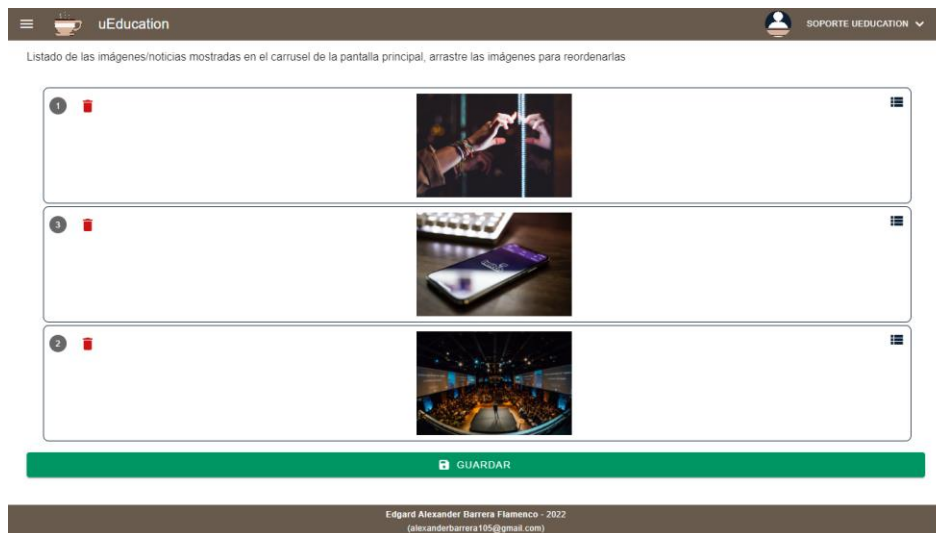 uEducation
SOPORTE UEDUCATION
Listado de las imágenes/noticias mostradas en el carrusel de la pantalla principal, arrastre las imágenes para reordenarlas
1
3
2
GUARDAR
Edgard Alexander Barrera Flamenco - 2022
(alexanderbarrera105@gmail.com)